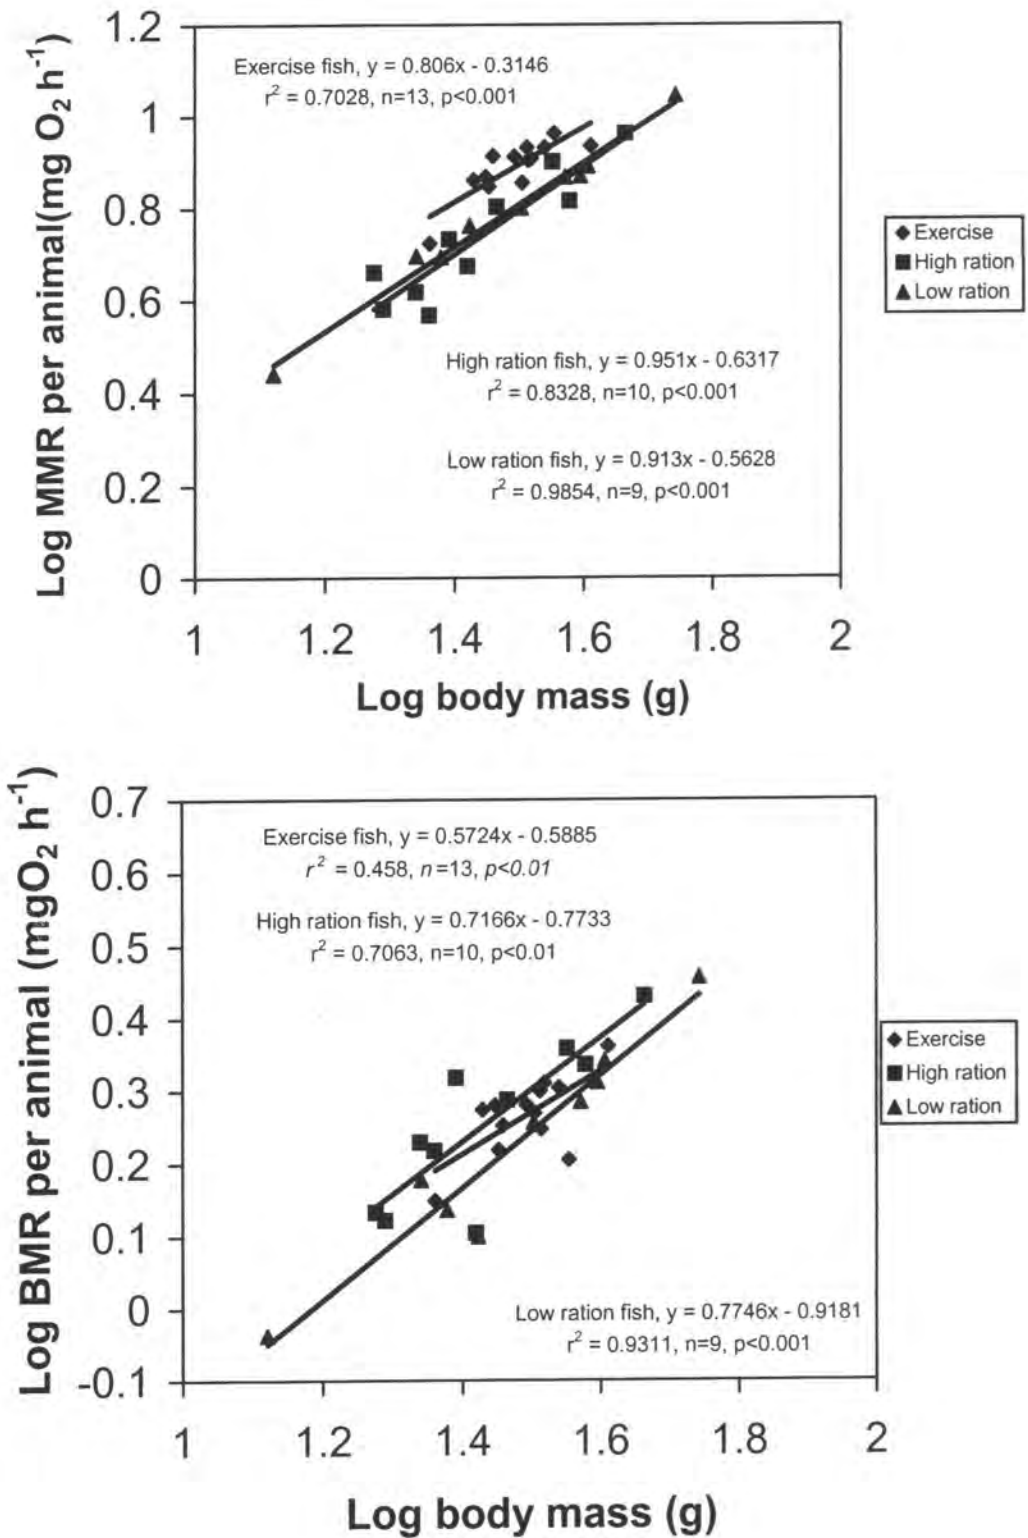 Log MMR per animal(mg O₂ h⁻¹)
1.2
1
0.8
0.6
0.4
0.2
0
Exercise fish, y = 0.806x - 0.3146
r² = 0.7028, n=13, p<0.001
High ration fish, y = 0.951x - 0.6317
r² = 0.8328, n=10, p<0.001
Low ration fish, y = 0.913x - 0.5628
r² = 0.9854, n=9, p<0.001
Exercise
High ration
Low ration
1 1.2 1.4 1.6 1.8 2
Log body mass (g)
Log BMR per animal (mgO₂ h⁻¹)
0.7
0.6
0.5
0.4
0.3
0.2
0.1
0
-0.1
Exercise fish, y = 0.5724x - 0.5885
r² = 0.458, n=13, p<0.01
High ration fish, y = 0.7166x - 0.7733
r² = 0.7063, n=10, p<0.01
Low ration fish, y = 0.7746x - 0.9181
r² = 0.9311, n=9, p<0.001
Exercise
High ration
Low ration
1 1.2 1.4 1.6 1.8 2
Log body mass (g)